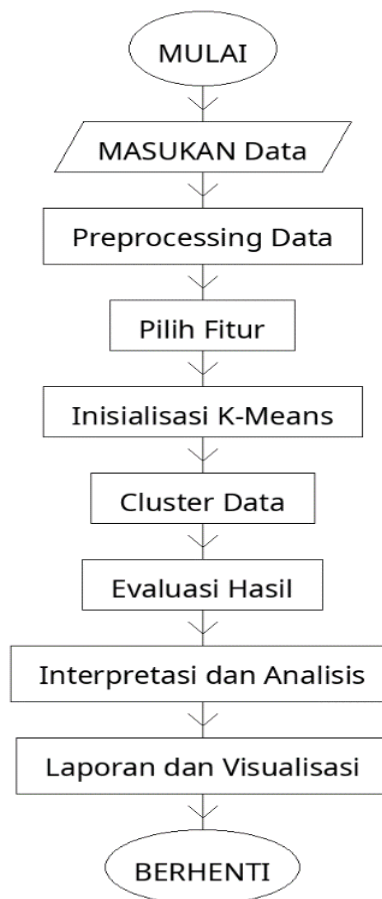 MULAI
MASUKAN Data
Preprocessing Data
Pilih Fitur
Inisialisasi K-Means
Cluster Data
Evaluasi Hasil
Interpretasi dan Analisis
Laporan dan Visualisasi
BERHENTI